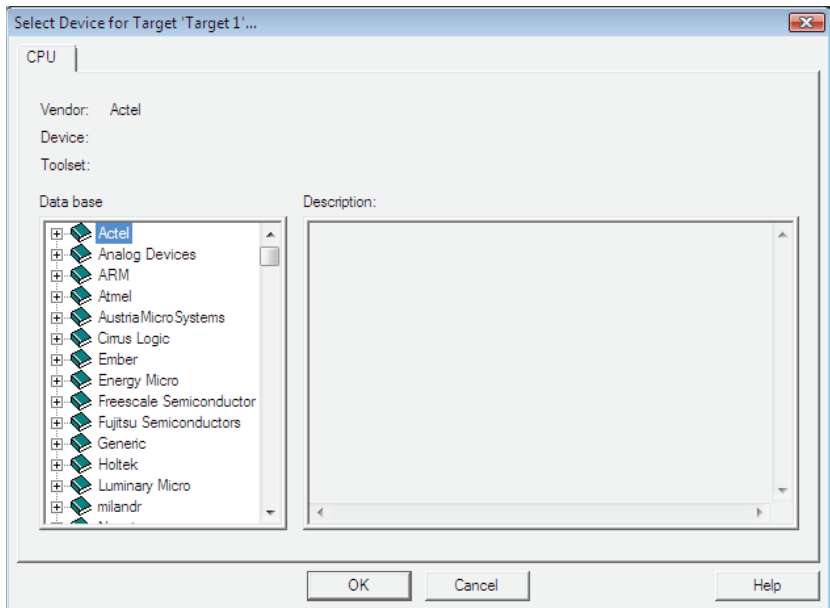 Select Device for Target 'Target 1'...
CPU
Vendor: Actel
Device:
Toolset:
Data base
Description:
Actel
Analog Devices
ARM
Atmel
AustriaMicroSystems
Cirrus Logic
Ember
Energy Micro
Freescale Semiconductor
Fujitsu Semiconductors
Generic
Holtek
Luminary Micro
milandr
OK
Cancel
Help